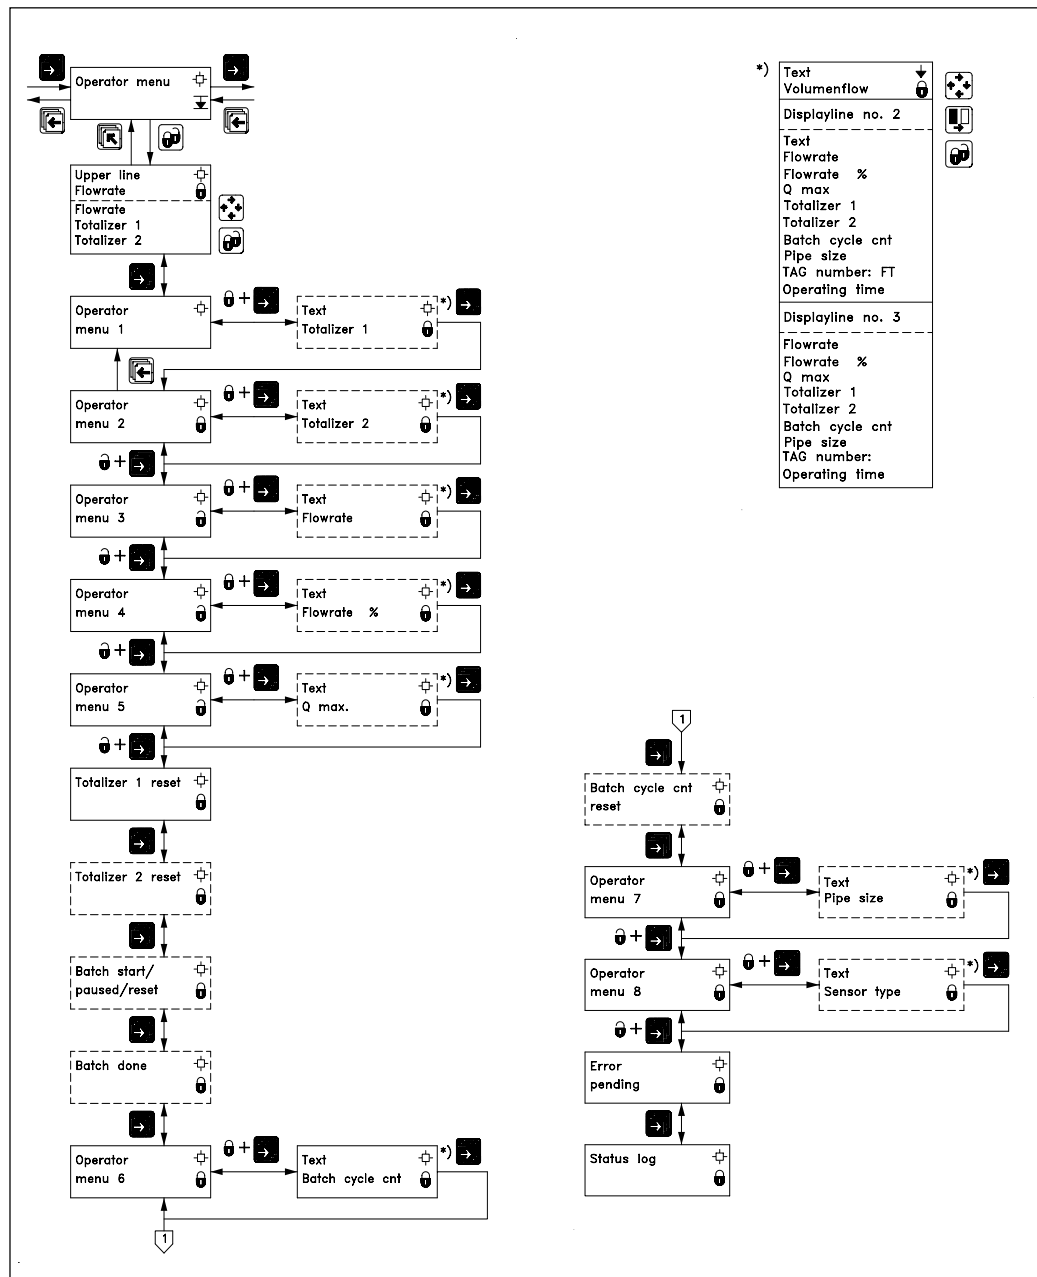 Operator menu
Upper line
Flowrate
Flowrate
Totalizer 1
Totalizer 2
Operator
menu 1
+
Text
Totalizer 1
*)
Operator
menu 2
+
Text
Totalizer 2
*)
+
Operator
menu 3
+
Text
Flowrate
*)
+
Operator
menu 4
+
Text
Flowrate %
*)
+
Operator
menu 5
+
Text
Q max.
*)
+
Totalizer 1 reset
Totalizer 2 reset
Batch start/
paused/reset
Batch done
Operator
menu 6
+
Text
Batch cycle cnt
*)
1
*)
Text
Volumenflow
Displayline no. 2
Text
Flowrate
Flowrate %
Q max
Totalizer 1
Totalizer 2
Batch cycle cnt
Pipe size
TAG number: FT
Operating time
Displayline no. 3
Flowrate
Flowrate %
Q max
Totalizer 1
Totalizer 2
Batch cycle cnt
Pipe size
TAG number:
Operating time
1
Batch cycle cnt
reset
Operator
menu 7
+
Text
Pipe size
*)
+
Operator
menu 8
+
Text
Sensor type
*)
+
Error
pending
Status log